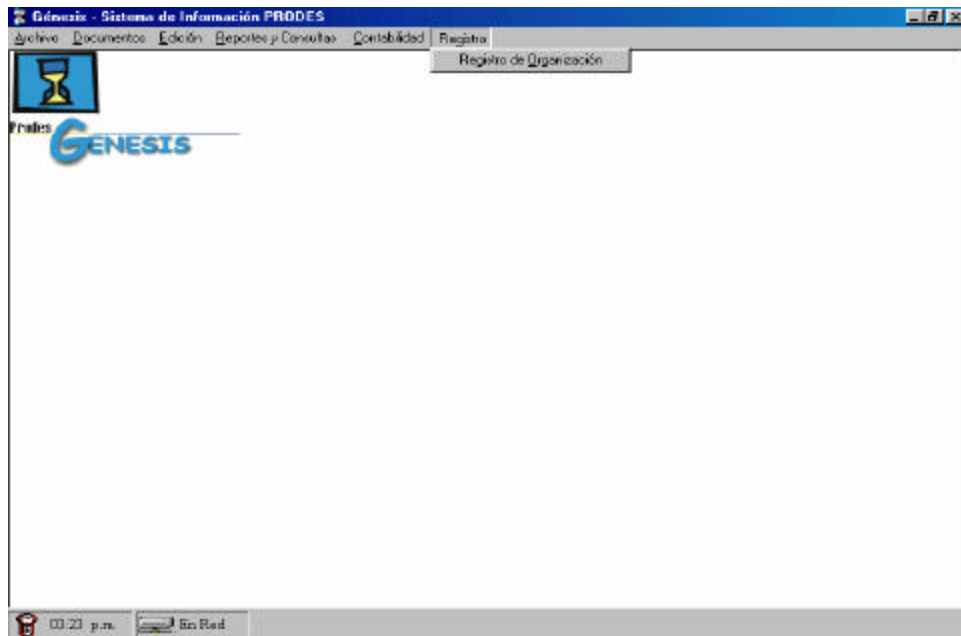 Génesis - Sistema de Información PRODES
Archivo Documentos Edición Reportes y Consultas Contabilidad Registro
Registro de Organización
Prodes
GENESIS
03:23 p.m. En Red